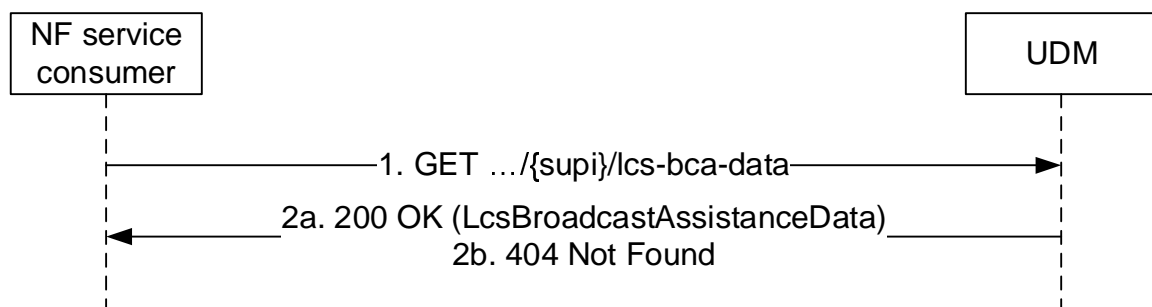 NF service
consumer
UDM
1. GET …/{supi}/lcs-bca-data
2a. 200 OK (LcsBroadcastAssistanceData)
2b. 404 Not Found